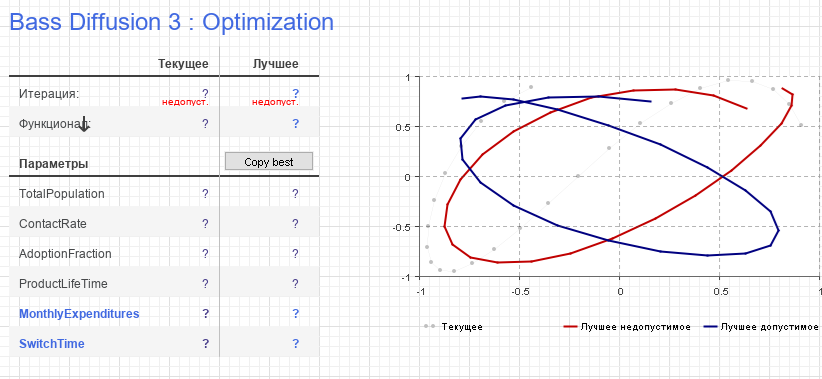 Bass Diffusion 3 : Optimization
Текущее Лучшее
Итерация: ? ?
недопуст. недопуст.
Функционал: ? ?
Параметры Copy best
TotalPopulation ? ?
ContactRate ? ?
AdoptionFraction ? ?
ProductLifeTime ? ?
MonthlyExpenditures ? ?
SwitchTime ? ?
1
0.5
0
-0.5
-1
-1 -0.5 0 0.5 1
Текущее Лучшее недопустимое Лучшее допустимое